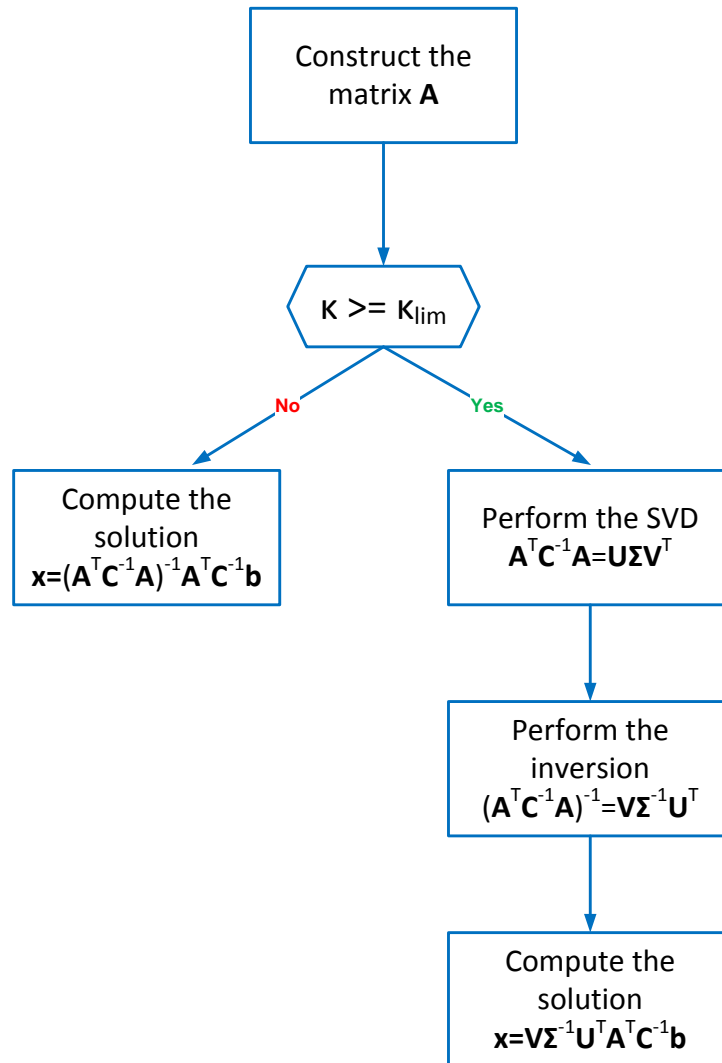 Construct the
matrix A
κ >= κlim
No
Yes
Compute the
solution
x=(AᵀC⁻¹A)⁻¹AᵀC⁻¹b
Perform the SVD
AᵀC⁻¹A=UΣVᵀ
Perform the
inversion
(AᵀC⁻¹A)⁻¹=VΣ⁻¹Uᵀ
Compute the
solution
x=VΣ⁻¹UᵀAᵀC⁻¹b